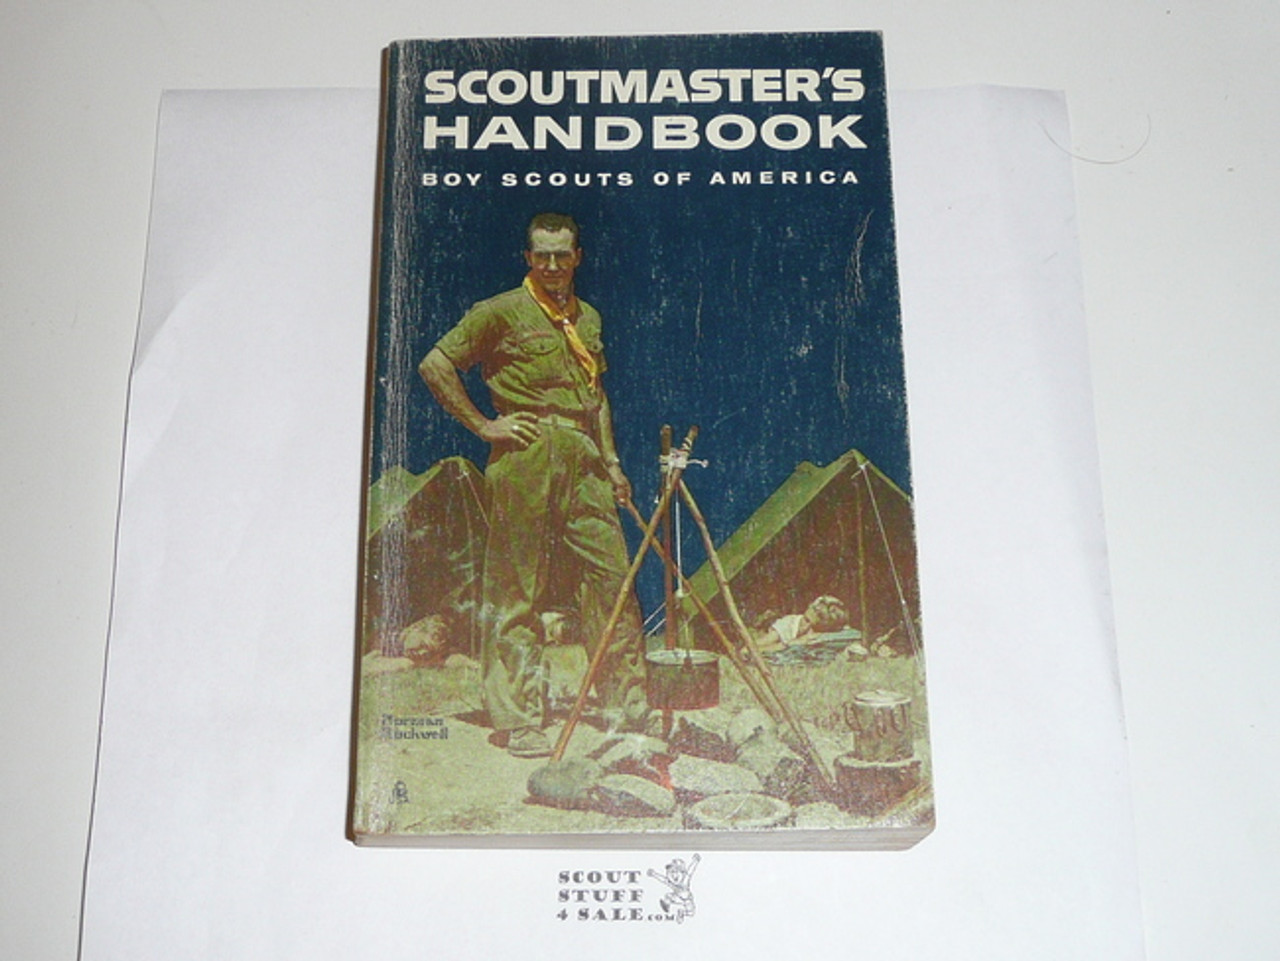 SCOUTMASTER'S
HANDBOOK
BOY SCOUTS OF AMERICA
Norman
Rockwell
SCOUT
STUFF
4 SALE.COM